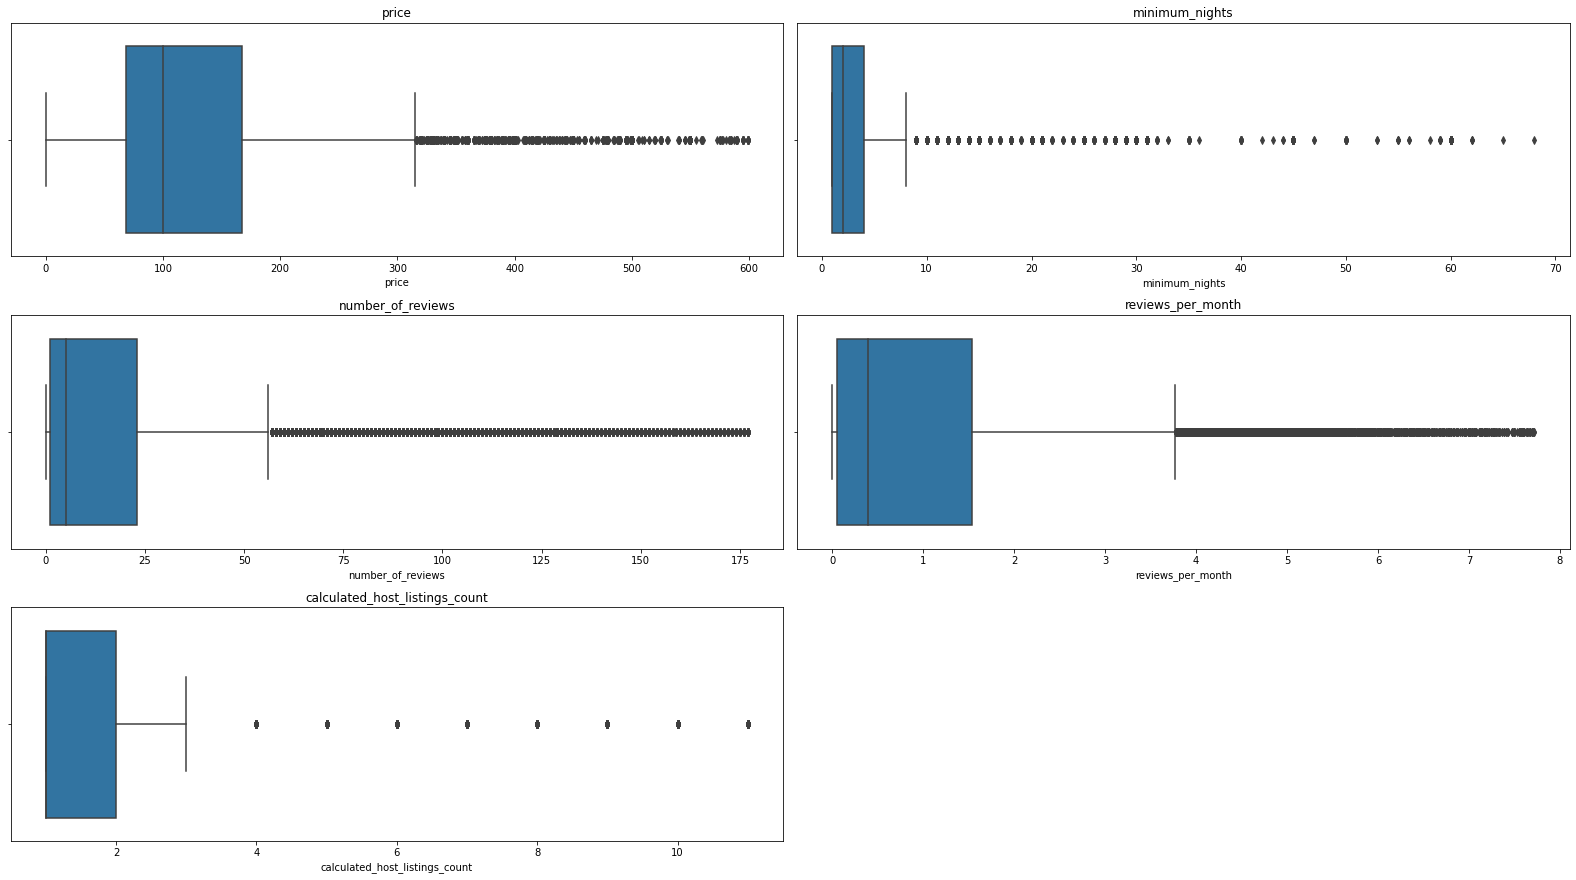 price
0 100 200 300 400 500 600
price
minimum_nights
0 10 20 30 40 50 60 70
minimum_nights
number_of_reviews
0 25 50 75 100 125 150 175
number_of_reviews
reviews_per_month
0 1 2 3 4 5 6 7 8
reviews_per_month
calculated_host_listings_count
2 4 6 8 10
calculated_host_listings_count